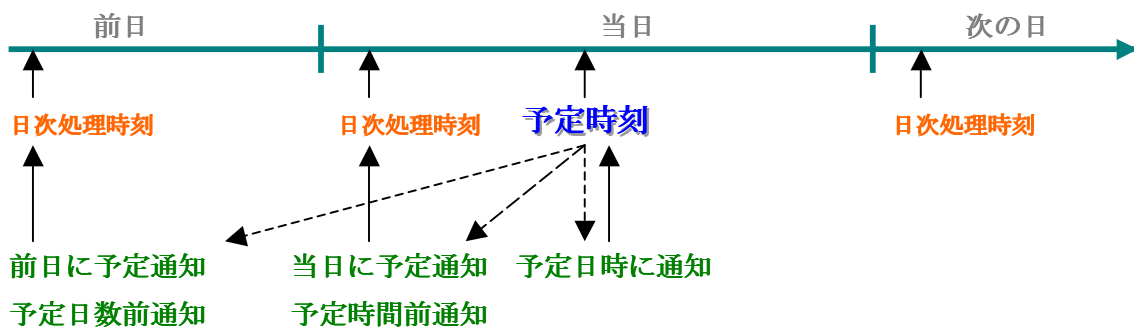 前日 当日 次の日
日次処理時刻 日次処理時刻 予定時刻 日次処理時刻
前日に予定通知 当日に予定通知 予定日時に通知
予定日数前通知 予定時間前通知